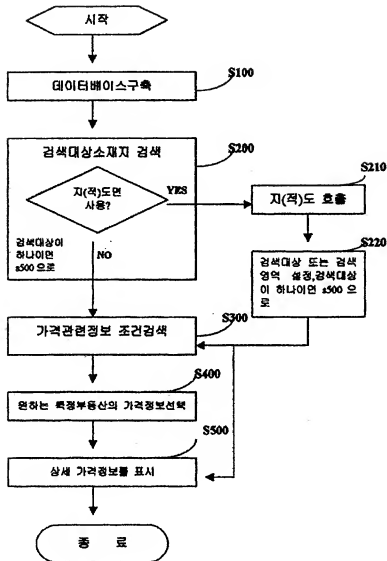 시작
S100
데이터베이스구축
S200
검색대상소재지 검색
지(적)도면
사용?
YES
NO
검색대상이
하나이면
s500 으로
S210
지(적)도 호출
S220
검색대상 또는 검색
영역 설정,검색대상
이 하나이면 s500 으
로
S300
가격관련정보 조건검색
S400
원하는 특정부동산의 가격정보선택
S500
상세 가격정보를 표시
종 료